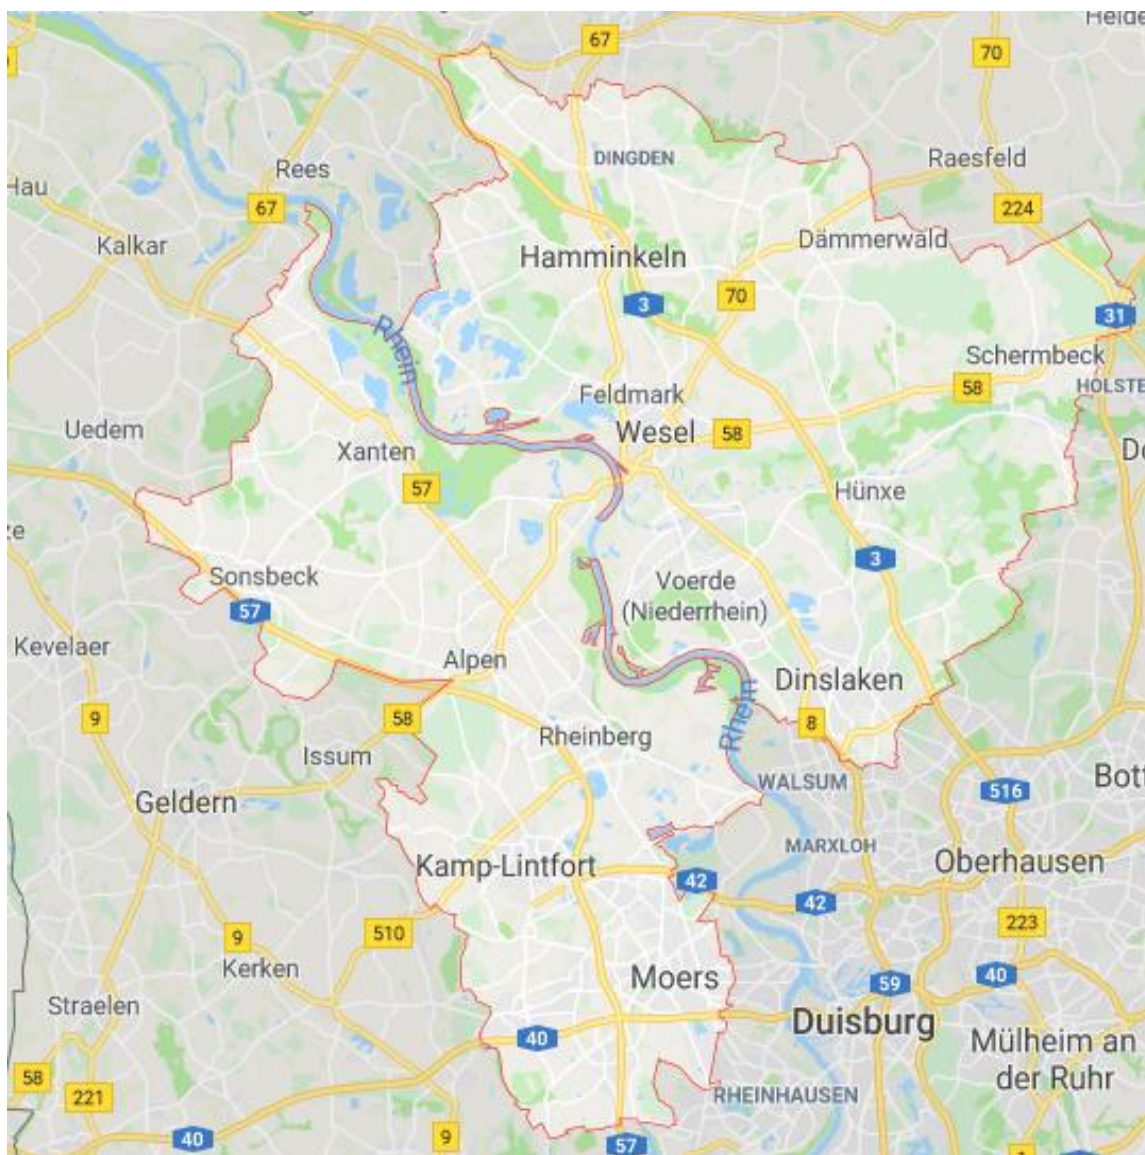 67
Helde
70
DINGDEN
Raesfeld
Rees
Hau
67
224
Kalkar
Dämmerwald
Hamminkeln
3
70
31
Rhein
Schermbeck
Feldmark
58
HOLSTE
Uedem
Wesel
58
Xanten
57
Hünxe
3
Sonsbeck
Voerde
(Niederrhein)
57
Kevelaer
Alpen
Dinslaken
9
58
Rhein
8
Rheinberg
Issum
WALSUM
Bott
516
Geldern
MARXLOH
Kamp-Lintfort
Oberhausen
42
42
510
9
223
Kerken
Moers
40
59
Straelen
Duisburg
40
Mülheim an
der Ruhr
58
RHEINHAUSEN
221
40
9
57